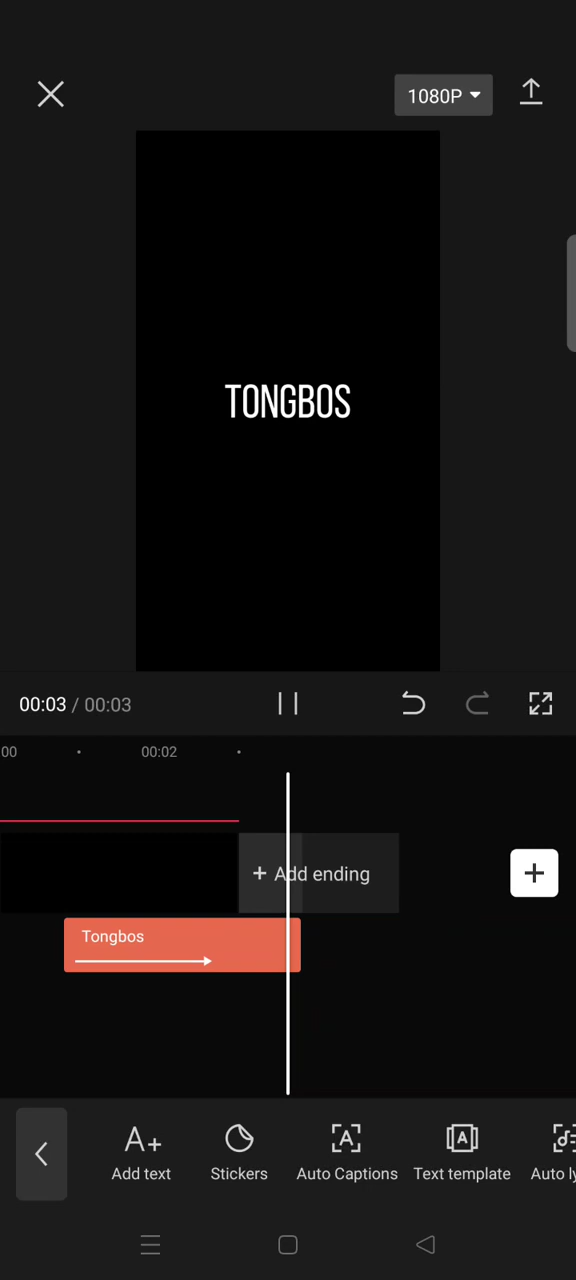 1080P
TONGBOS
00:03 / 00:03
00
00:02
+ Add ending
Tongbos
A+
Add text
Stickers
Auto Captions
Text template
Auto ly